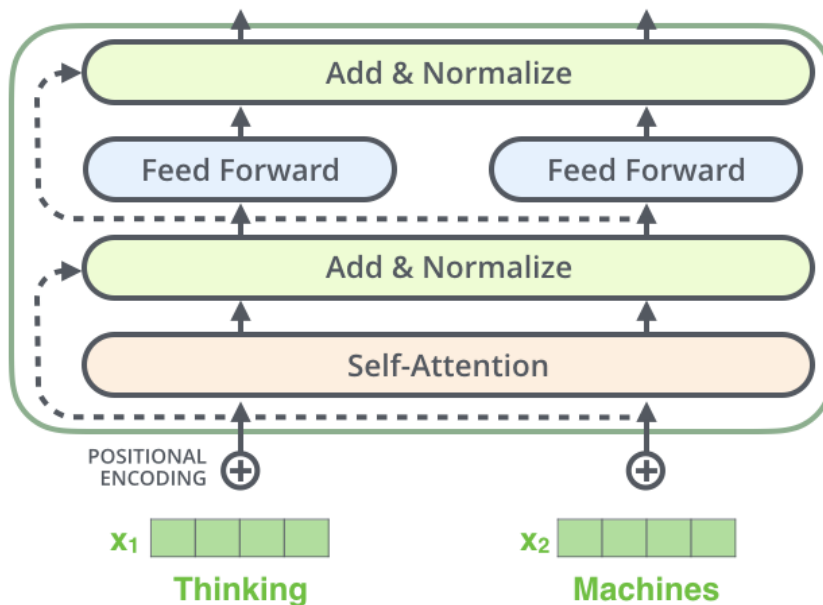 Add & Normalize
Feed Forward
Feed Forward
Add & Normalize
Self-Attention
POSITIONAL
ENCODING
x₁
x₂
Thinking
Machines